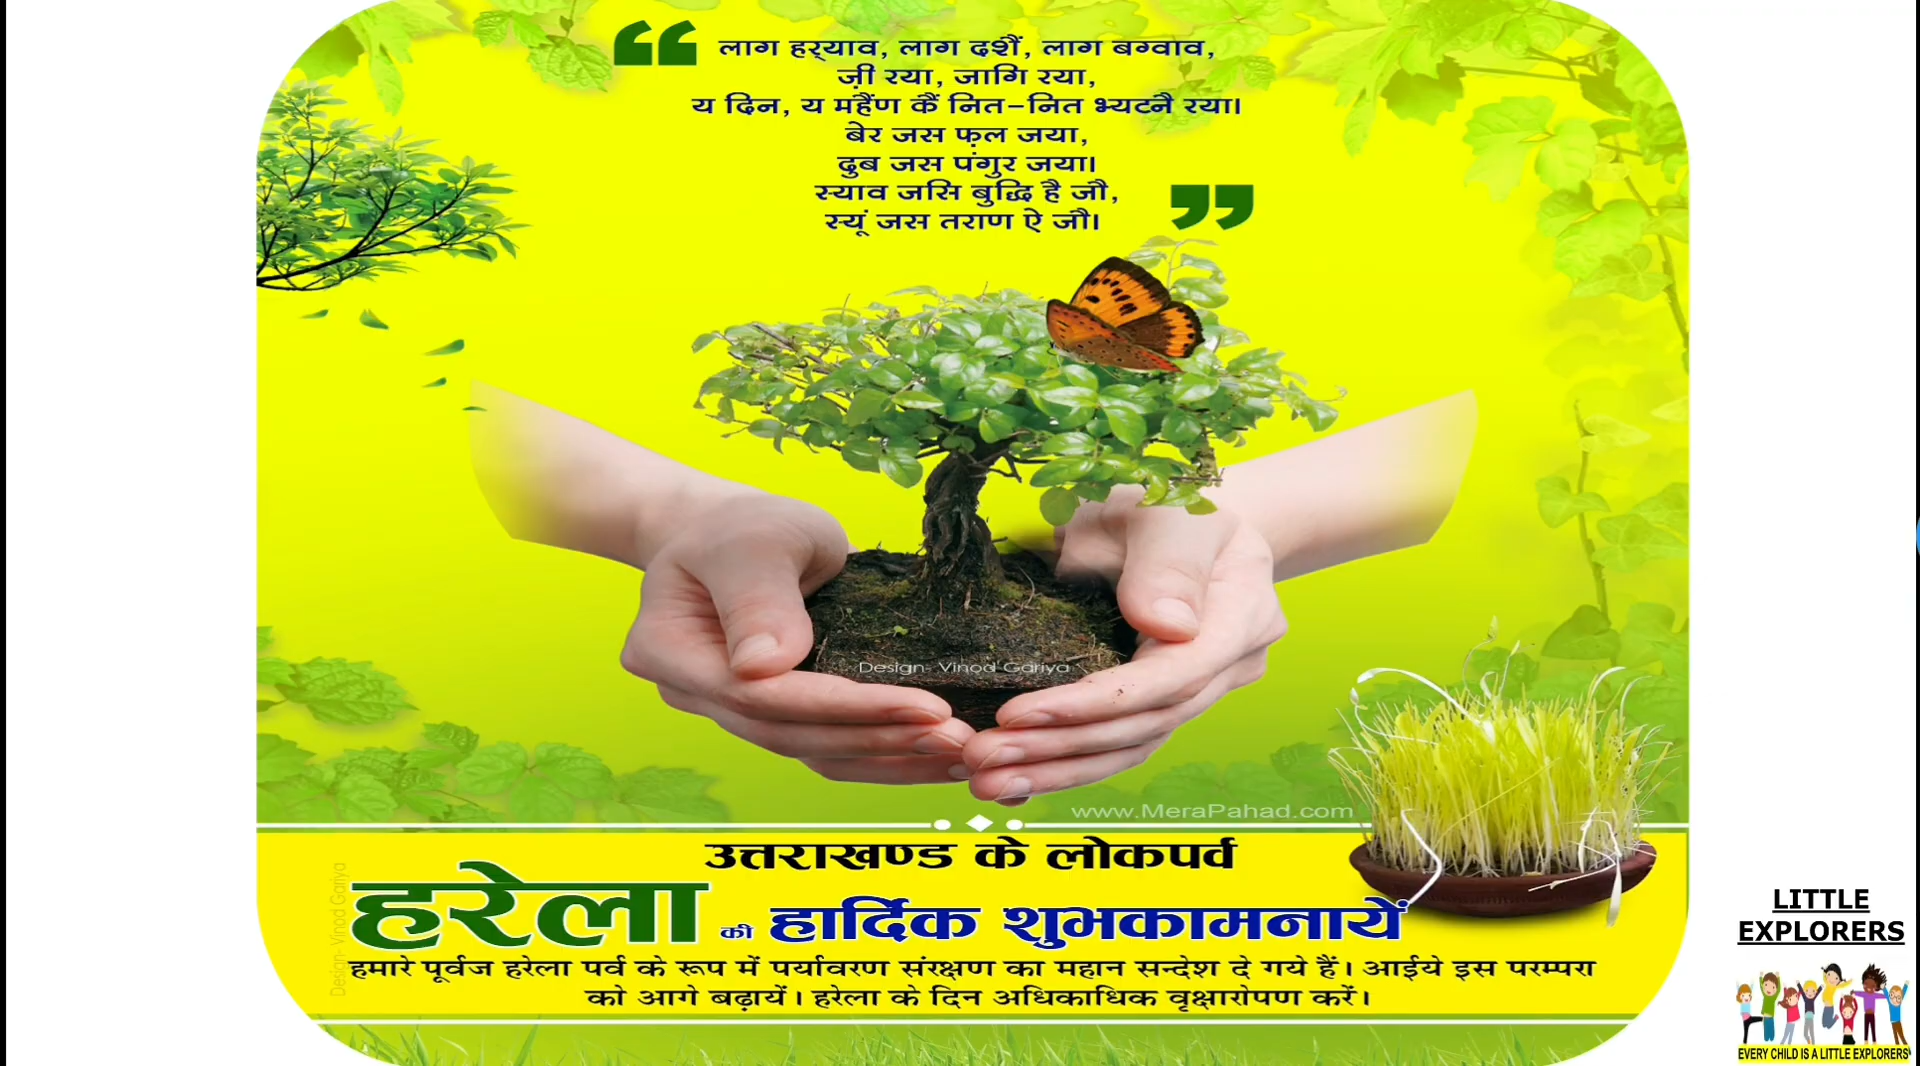 लाग हर्‌याव, लाग दशैं, लाग बग्वाव,
ज़ी रया, जागि रया,
य दिन, य महैंण कैं नित-नित भ्यटनै रया।
बेर जस फ़ल जया,
दुब जस पंगुर जया।
स्याव जसि बुद्धि है जौ,
स्यूं जस तराण ऐ जौ।
Design- Vinod Gariya
www.MeraPahad.com
उत्तराखण्ड के लोकपर्व
हरेला की हार्दिक शुभकामनायें
Design- Vinod Gariya
हमारे पूर्वज हरेला पर्व के रूप में पर्यावरण संरक्षण का महान सन्देश दे गये हैं। आईये इस परम्परा
को आगे बढ़ायें। हरेला के दिन अधिकाधिक वृक्षारोपण करें।
LITTLE
EXPLORERS
EVERY CHILD IS A LITTLE EXPLORERS